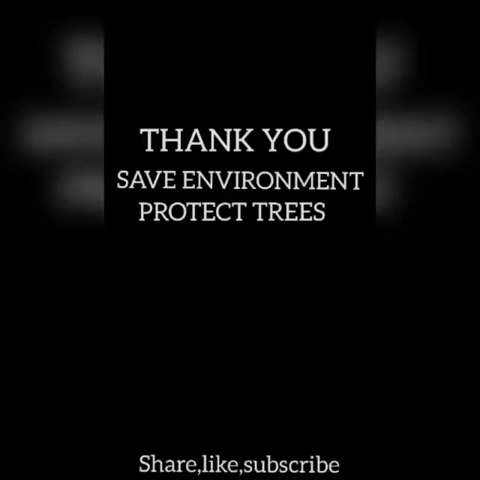 THANK YOU
SAVE ENVIRONMENT
PROTECT TREES
Share,like,subscribe